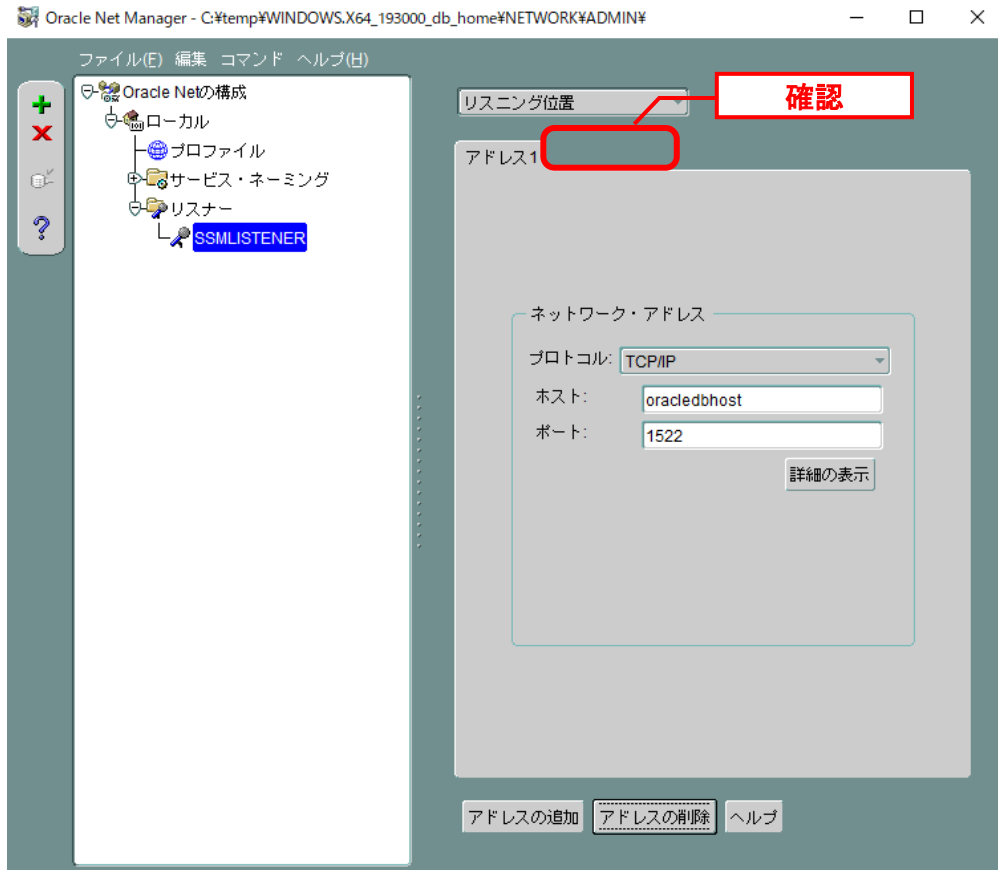 Oracle Net Manager - C:¥temp¥WINDOWS.X64_193000_db_home¥NETWORK¥ADMIN¥
ファイル(F) 編集 コマンド ヘルプ(H)
Oracle Netの構成
ローカル
プロファイル
サービス・ネーミング
リスナー
SSMLISTENER
リスニング位置
確認
アドレス1
ネットワーク・アドレス
プロトコル: TCP/IP
ホスト: oracledbhost
ポート: 1522
詳細の表示
アドレスの追加 アドレスの削除 ヘルプ